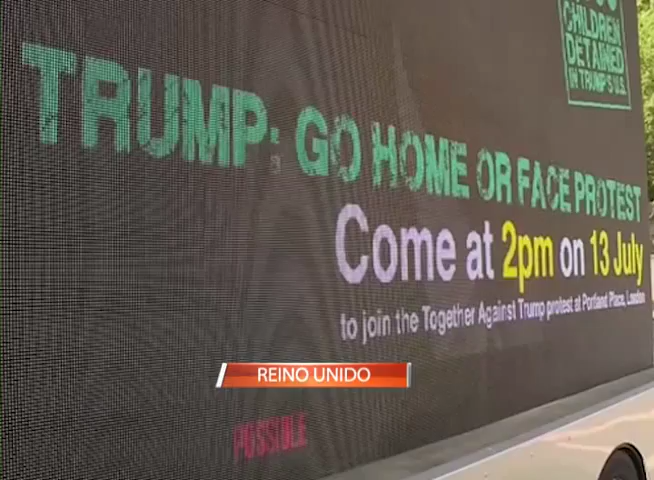 CHILDREN
DETAINED
IN TRUMP'S U.S.
TRUMP: GO HOME OR FACE PROTEST
Come at 2pm on 13 July
to join the Together Against Trump protest at Portland Place, London
REINO UNIDO
POSSIBLE